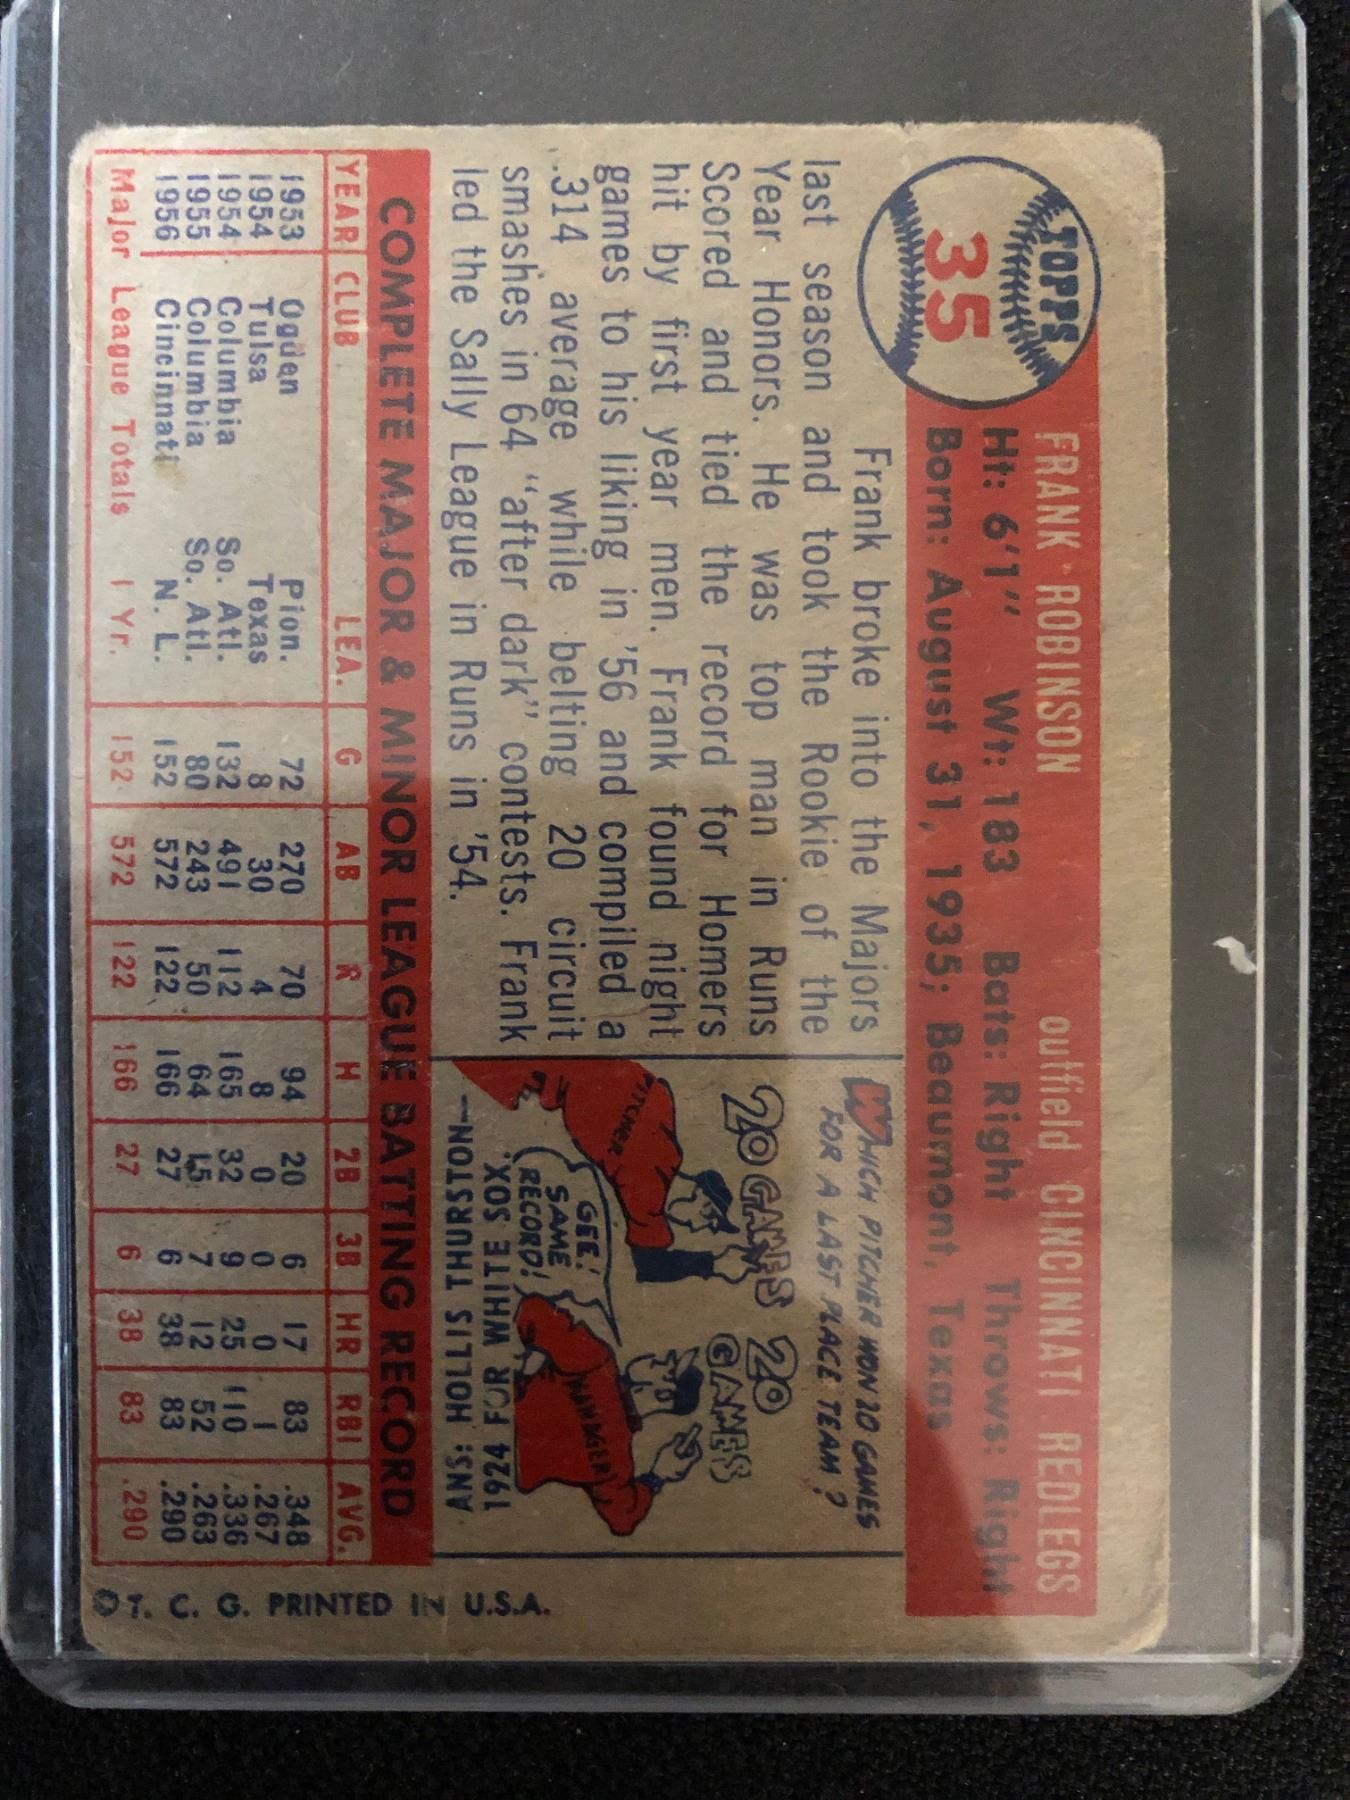 TOPPS
35
FRANK ROBINSON outfield CINCINNATI REDLEGS
Ht: 6'1" Wt: 183 Bats: Right Throws: Right
Born: August 31, 1935; Beaumont, Texas
Frank broke into the Majors
last season and took the Rookie of the
Year Honors. He was top man in Runs
Scored and tied the record for Homers
hit by first year men. Frank found night
games to his liking in '56 and compiled a
.314 average while belting 20 circuit
smashes in 64 "after dark" contests. Frank
led the Sally League in Runs in '54.
WHICH PITCHER WON 20 GAMES
FOR A LAST PLACE TEAM?
20 GAMES
20 GAMES
PITCHER
GEE!
SAME
RECORD!
MANAGER
ANS: HOLLIS THURSTON—
1924 FOR WHITE SOX.
COMPLETE MAJOR & MINOR LEAGUE BATTING RECORD
YEAR CLUB LEA. G AB R H 2B 3B HR RBI AVG.
1953 Ogden Pion. 72 270 70 94 20 6 17 83 .348
1954 Tulsa Texas 8 30 4 8 0 0 0 1 .267
1954 Columbia So. Atl. 132 491 112 165 32 9 25 110 .336
1955 Columbia So. Atl. 80 243 50 64 15 7 12 52 .263
1956 Cincinnati N. L. 152 572 122 166 27 6 38 83 .290
Major League Totals 1 Yr. 152 572 122 166 27 6 38 83 .290
© T. C. G. PRINTED IN U.S.A.